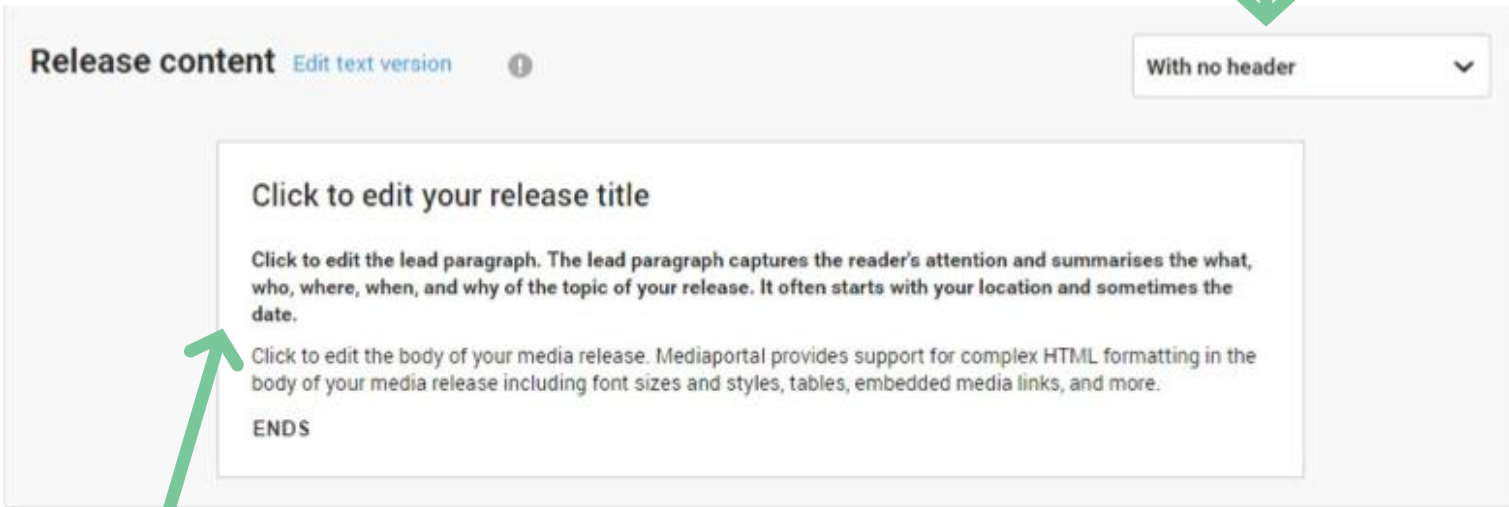 Release content Edit text version
With no header
Click to edit your release title
Click to edit the lead paragraph. The lead paragraph captures the reader's attention and summarises the what,
who, where, when, and why of the topic of your release. It often starts with your location and sometimes the
date.
Click to edit the body of your media release. Mediaportal provides support for complex HTML formatting in the
body of your media release including font sizes and styles, tables, embedded media links, and more.
ENDS